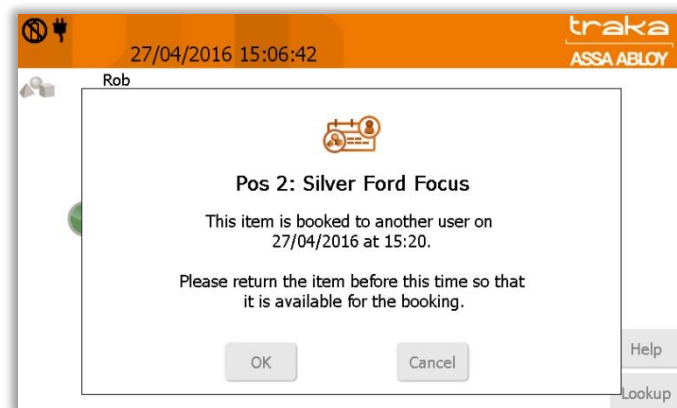 27/04/2016 15:06:42
traka
ASSA ABLOY
Rob
Pos 2: Silver Ford Focus
This item is booked to another user on
27/04/2016 at 15:20.
Please return the item before this time so that
it is available for the booking.
OK
Cancel
Help
Lookup